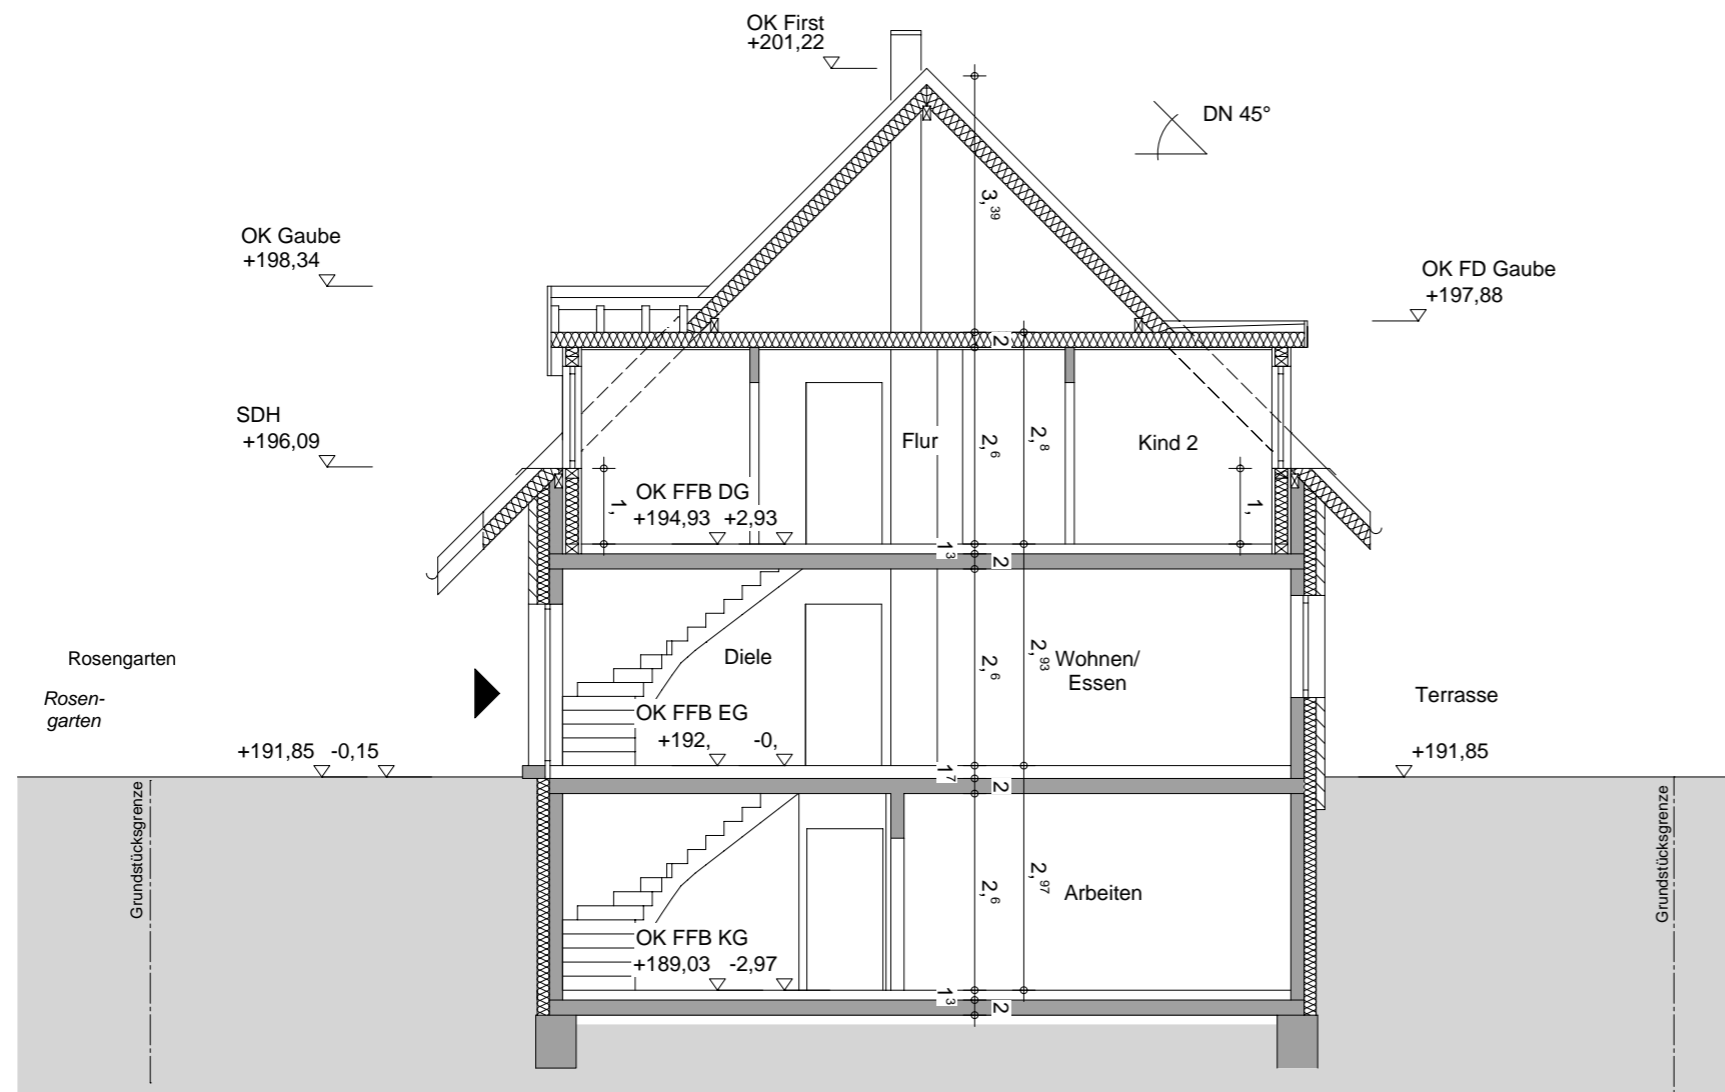 OK First
+201,22
DN 45°
3,39
OK Gaube
+198,34
OK FD Gaube
+197,88
2
SDH
+196,09
Flur
2,6
2,8
Kind 2
1,
OK FFB DG
+194,93 +2,93
1,
13
2
Rosengarten
Rosen-
garten
Diele
2,6
2,93
Wohnen/
Essen
Terrasse
OK FFB EG
+192, -0,
+191,85 -0,15
+191,85
17
2
Grundstücksgrenze
Grundstücksgrenze
2,6
2,97
Arbeiten
OK FFB KG
+189,03 -2,97
13
2